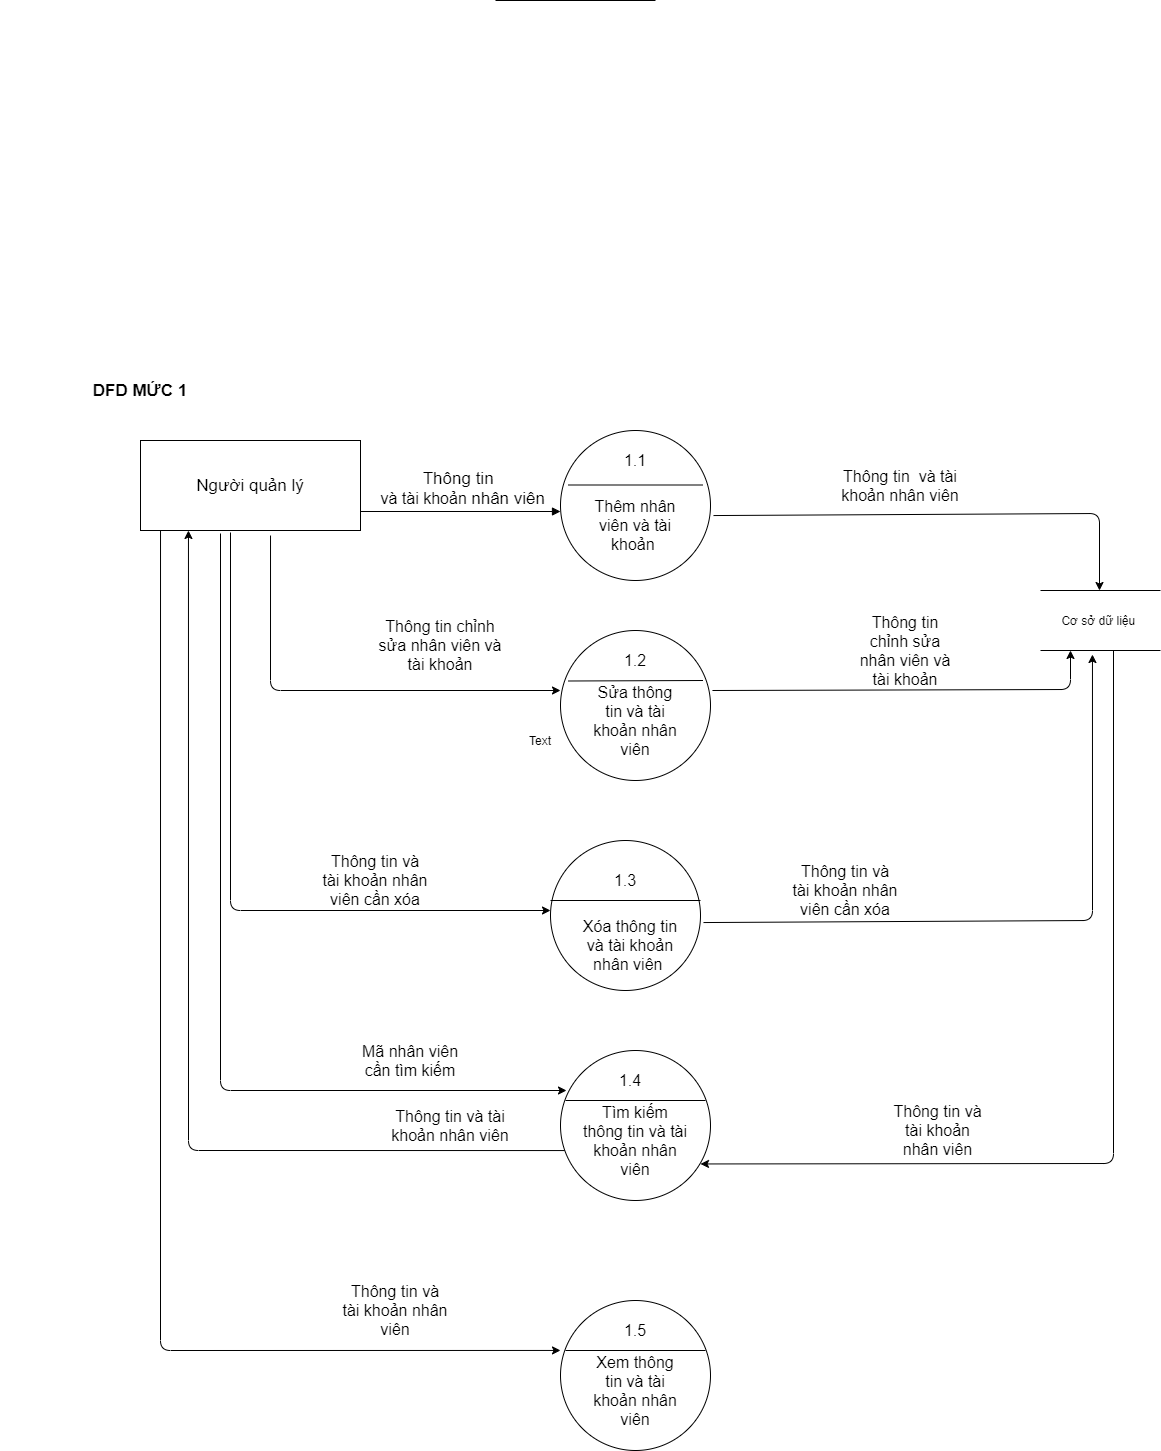 DFD MỨC 1
Người quản lý
Thông tin
và tài khoản nhân viên
1.1
Thêm nhân
viên và tài
khoản
Thông tin và tài
khoản nhân viên
Cơ sở dữ liệu
Thông tin chỉnh
sửa nhân viên và
tài khoản
1.2
Sửa thông
tin và tài
khoản nhân
viên
Text
Thông tin
chỉnh sửa
nhân viên và
tài khoản
Thông tin và
tài khoản nhân
viên cần xóa
1.3
Xóa thông tin
và tài khoản
nhân viên
Thông tin và
tài khoản nhân
viên cần xóa
Mã nhân viên
cần tìm kiếm
Thông tin và tài
khoản nhân viên
1.4
Tìm kiếm
thông tin và tài
khoản nhân
viên
Thông tin và
tài khoản
nhân viên
Thông tin và
tài khoản nhân
viên
1.5
Xem thông
tin và tài
khoản nhân
viên